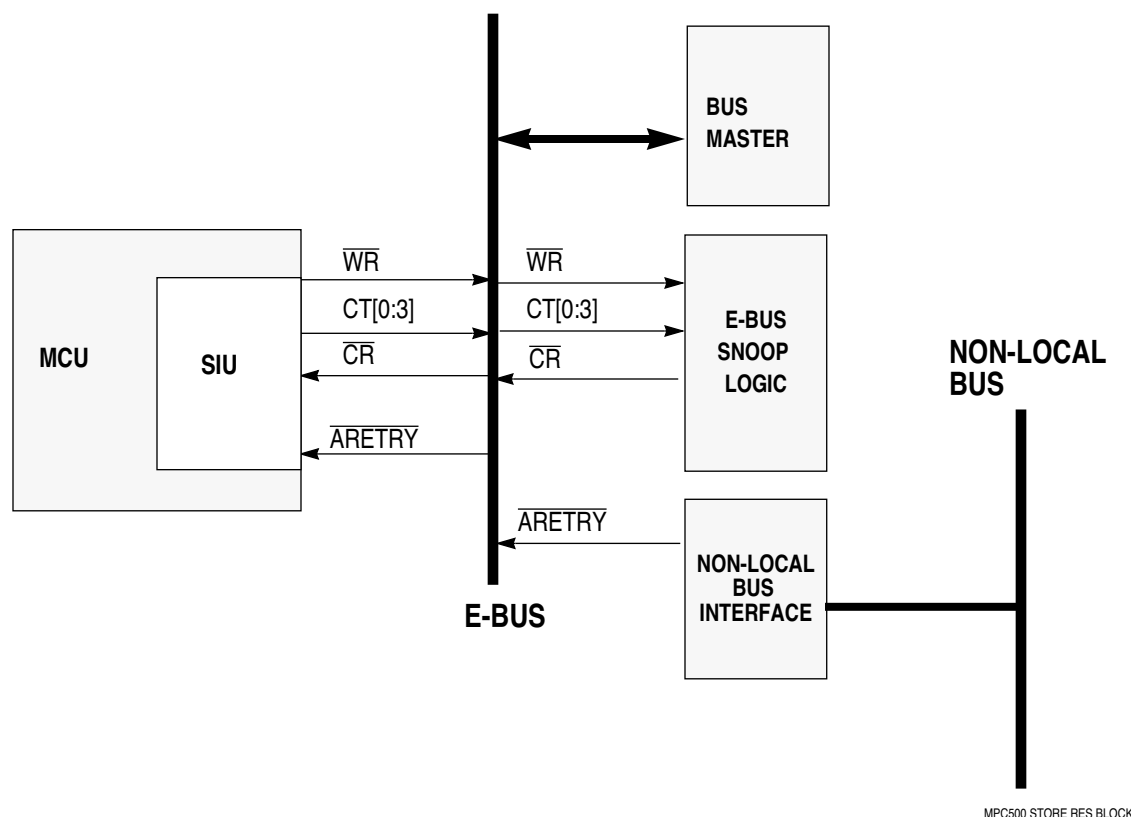 BUS
MASTER
WR
WR
CT[0:3]
CT[0:3]
CR
CR
MCU
SIU
E-BUS
SNOOP
LOGIC
NON-LOCAL
BUS
ARETRY
ARETRY
NON-LOCAL
BUS
INTERFACE
E-BUS
MPC500 STORE RES BLOCK